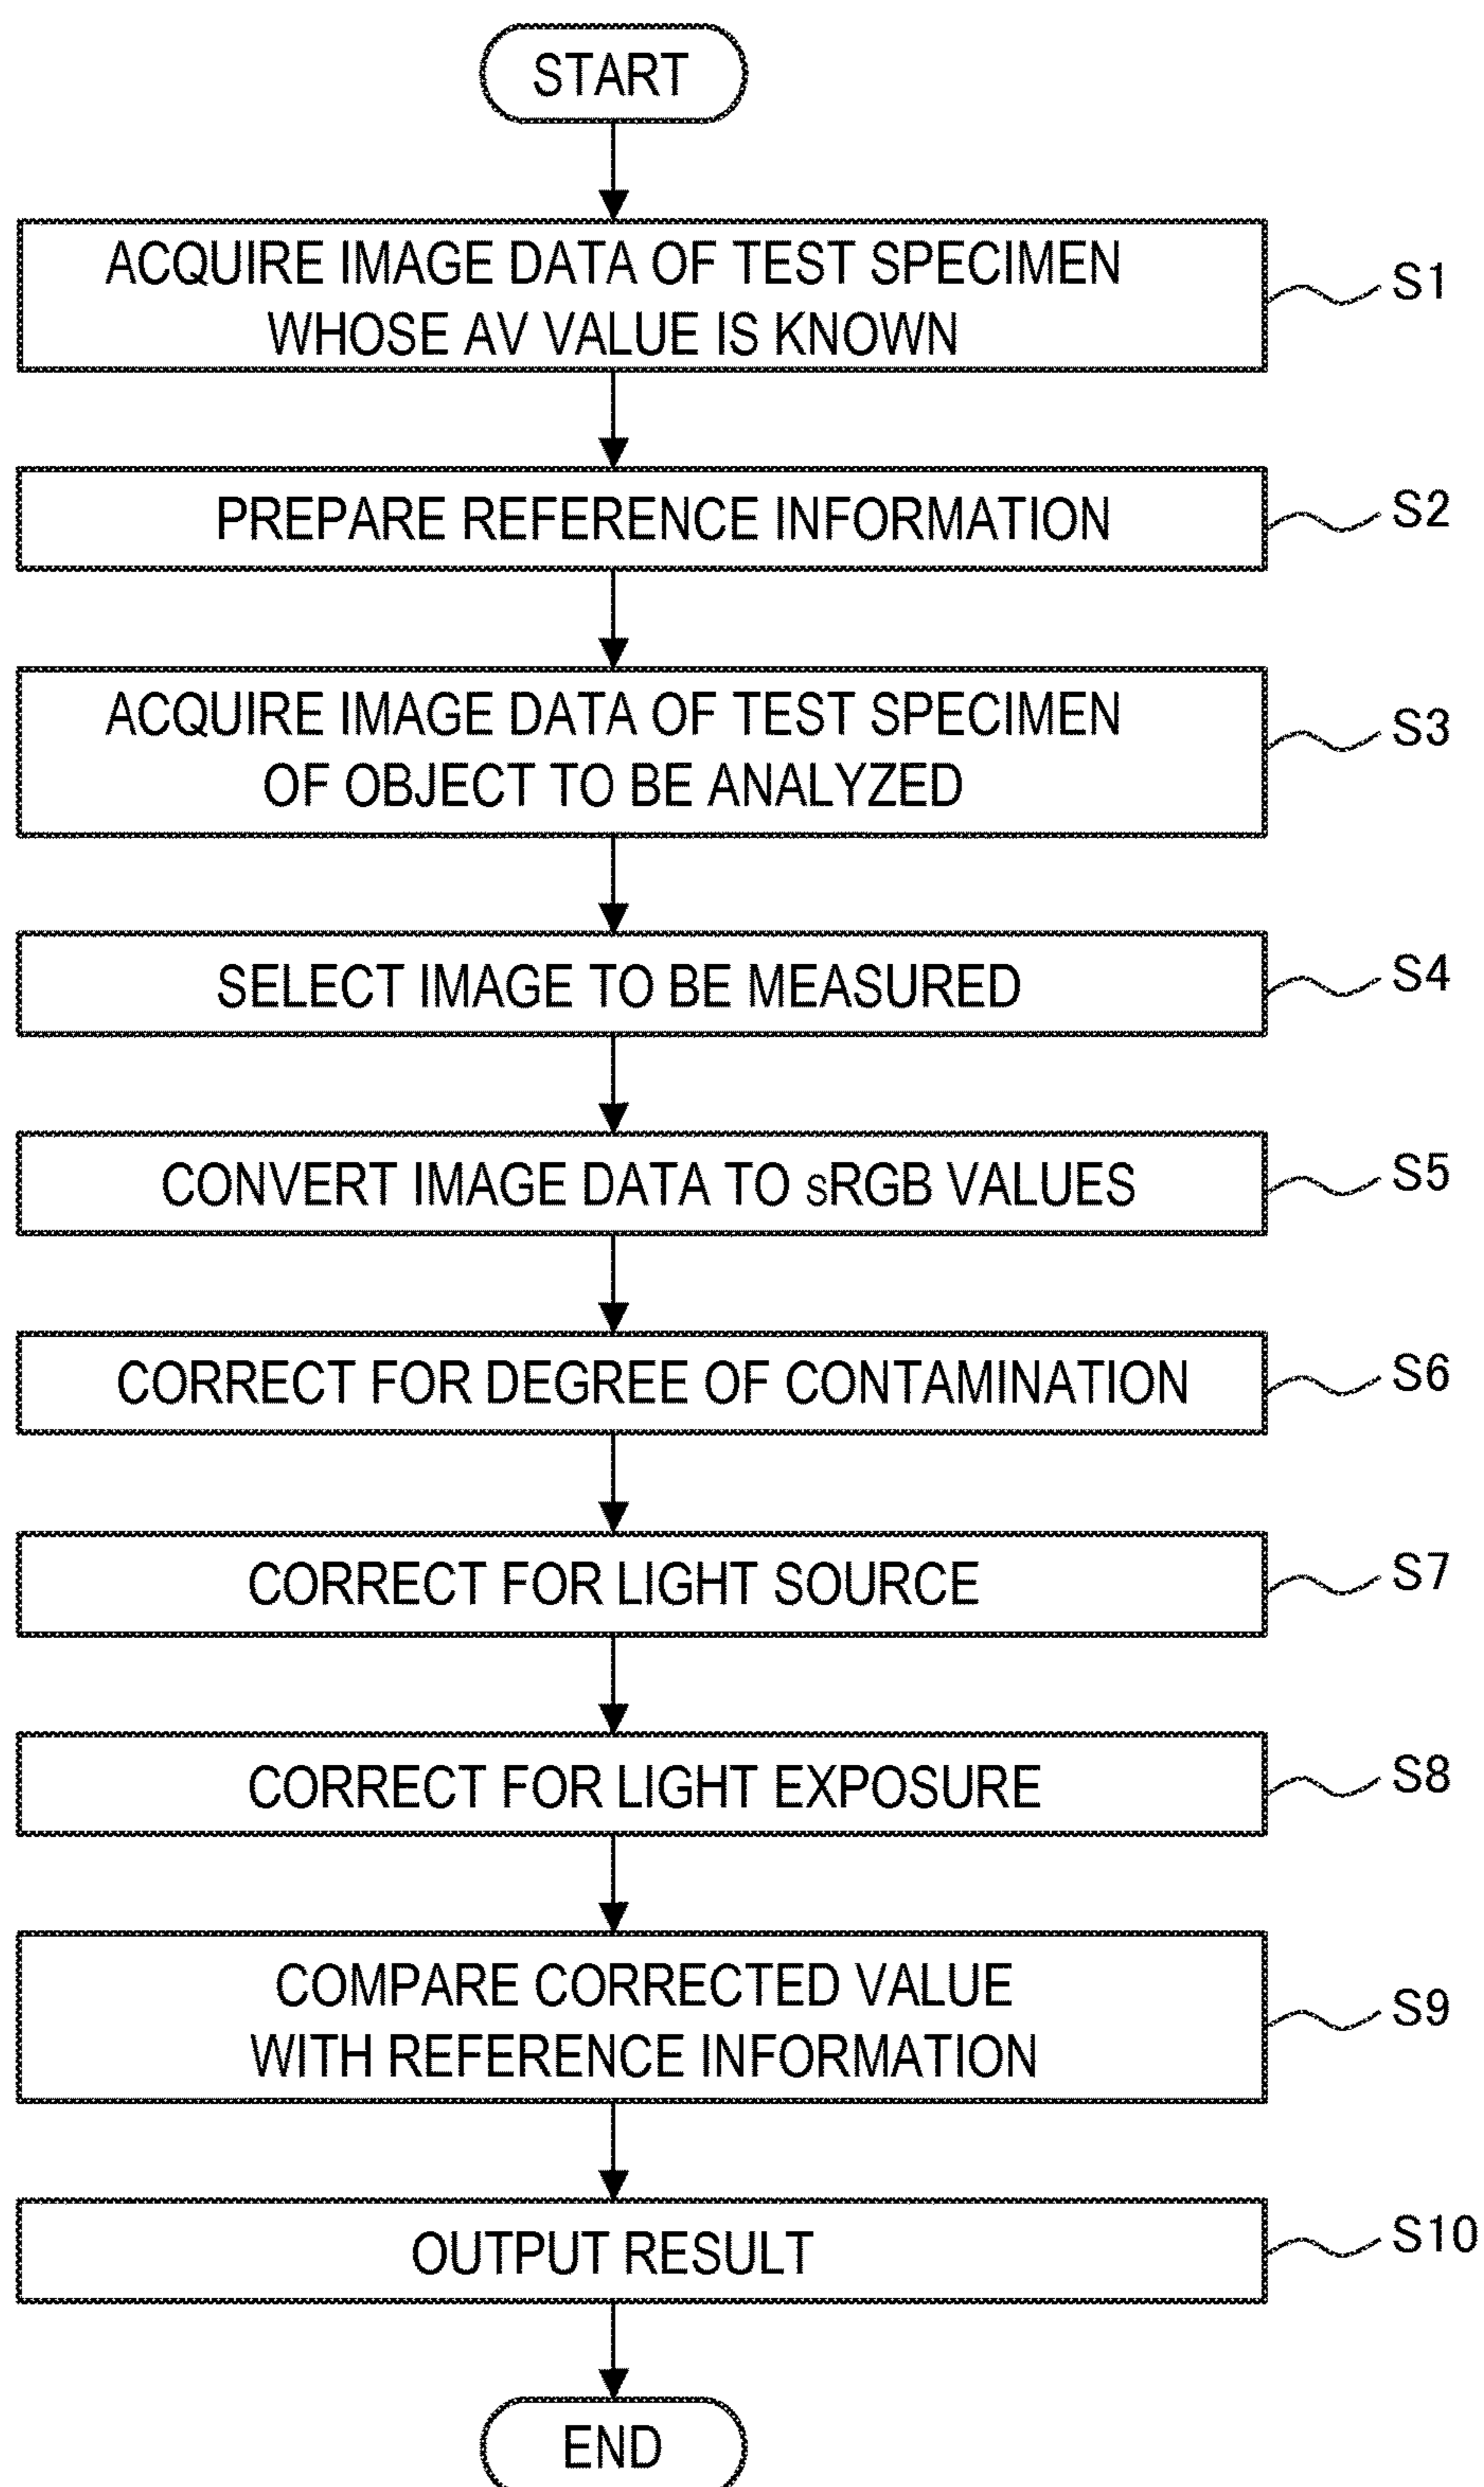 START
ACQUIRE IMAGE DATA OF TEST SPECIMEN
WHOSE AV VALUE IS KNOWN
S1
PREPARE REFERENCE INFORMATION
S2
ACQUIRE IMAGE DATA OF TEST SPECIMEN
OF OBJECT TO BE ANALYZED
S3
SELECT IMAGE TO BE MEASURED
S4
CONVERT IMAGE DATA TO sRGB VALUES
S5
CORRECT FOR DEGREE OF CONTAMINATION
S6
CORRECT FOR LIGHT SOURCE
S7
CORRECT FOR LIGHT EXPOSURE
S8
COMPARE CORRECTED VALUE
WITH REFERENCE INFORMATION
S9
OUTPUT RESULT
S10
END